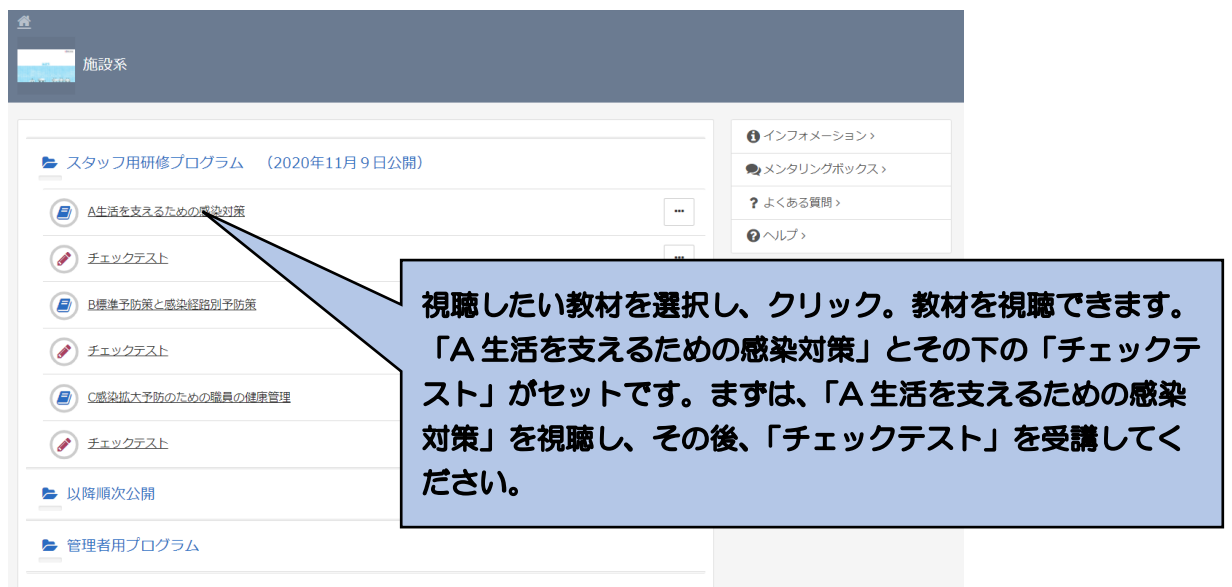 施設系
スタッフ用研修プログラム （2020年11月9日公開）
A生活を支えるための感染対策
チェックテスト
B標準予防策と感染経路別予防策
チェックテスト
C感染拡大予防のための職員の健康管理
チェックテスト
以降順次公開
管理者用プログラム
インフォメーション
メンタリングボックス
よくある質問
ヘルプ
視聴したい教材を選択し、クリック。教材を視聴できます。
「A 生活を支えるための感染対策」とその下の「チェックテ
スト」がセットです。まずは、「A 生活を支えるための感染
対策」を視聴し、その後、「チェックテスト」を受講してく
ださい。